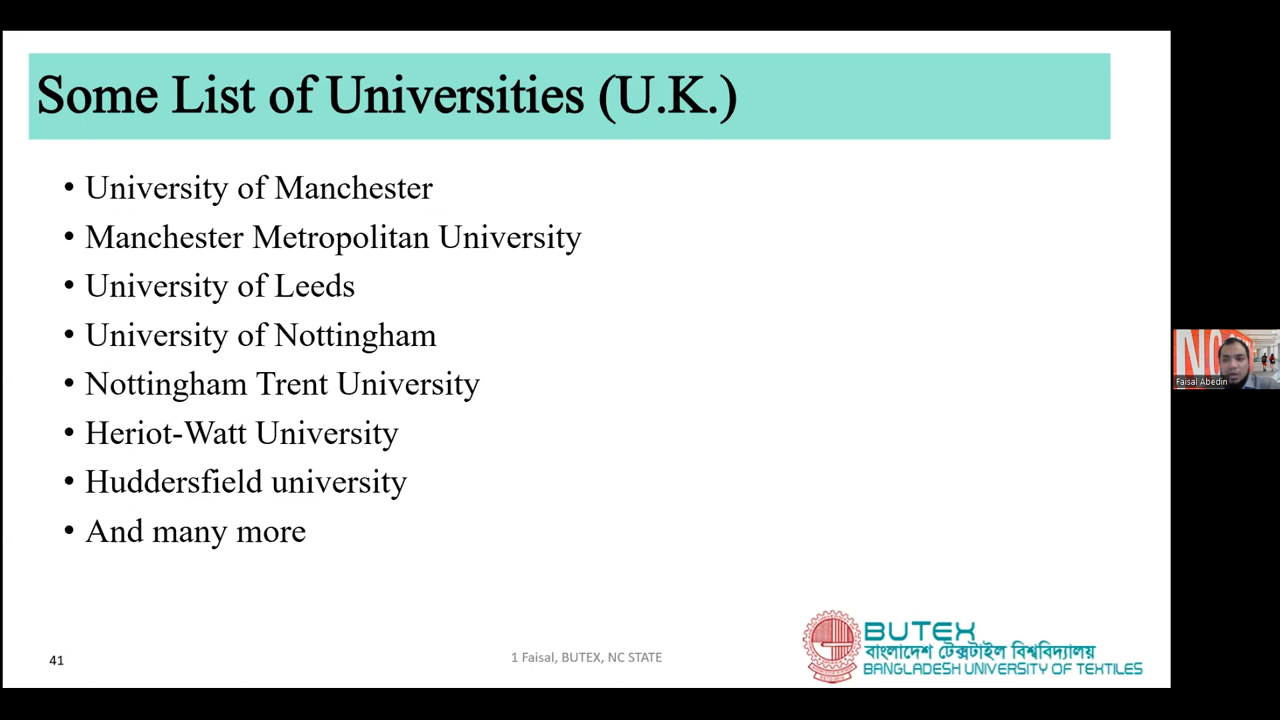 Some List of Universities (U.K.)
• University of Manchester
• Manchester Metropolitan University
• University of Leeds
• University of Nottingham
• Nottingham Trent University
• Heriot-Watt University
• Huddersfield university
• And many more
NC
Faisal Abedin
41
1 Faisal, BUTEX, NC STATE
BUTEX
বাংলাদেশ টেক্সটাইল বিশ্ববিদ্যালয়
BANGLADESH UNIVERSITY OF TEXTILES